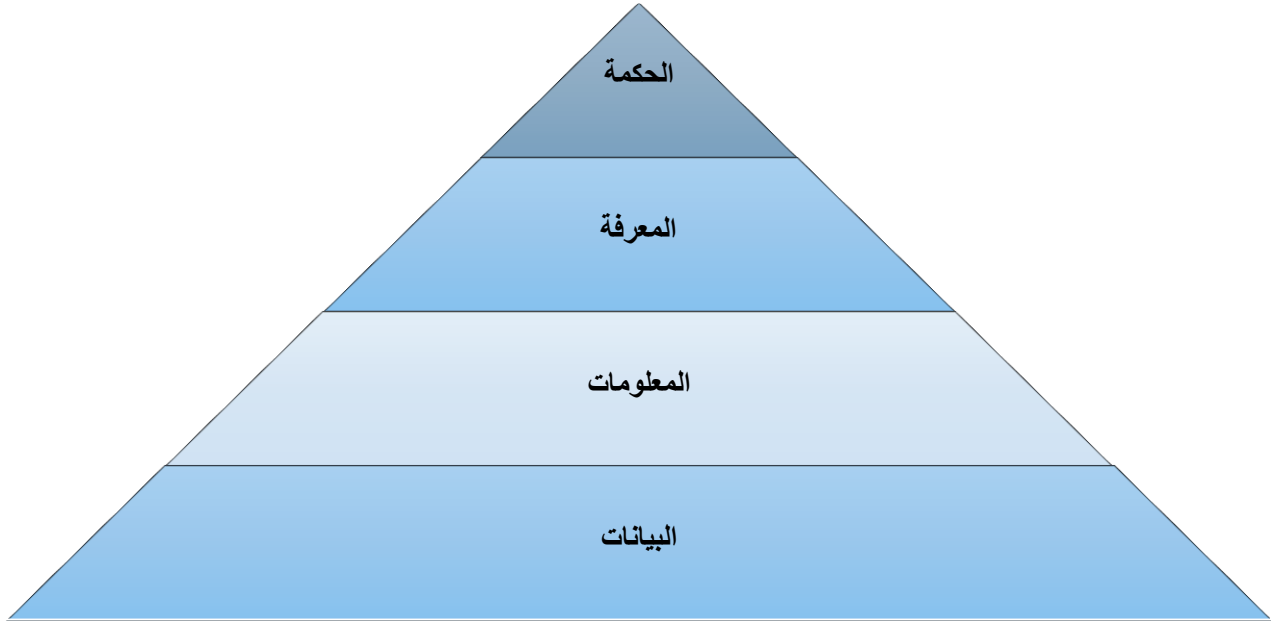 الحكمة
المعرفة
المعلومات
البيانات